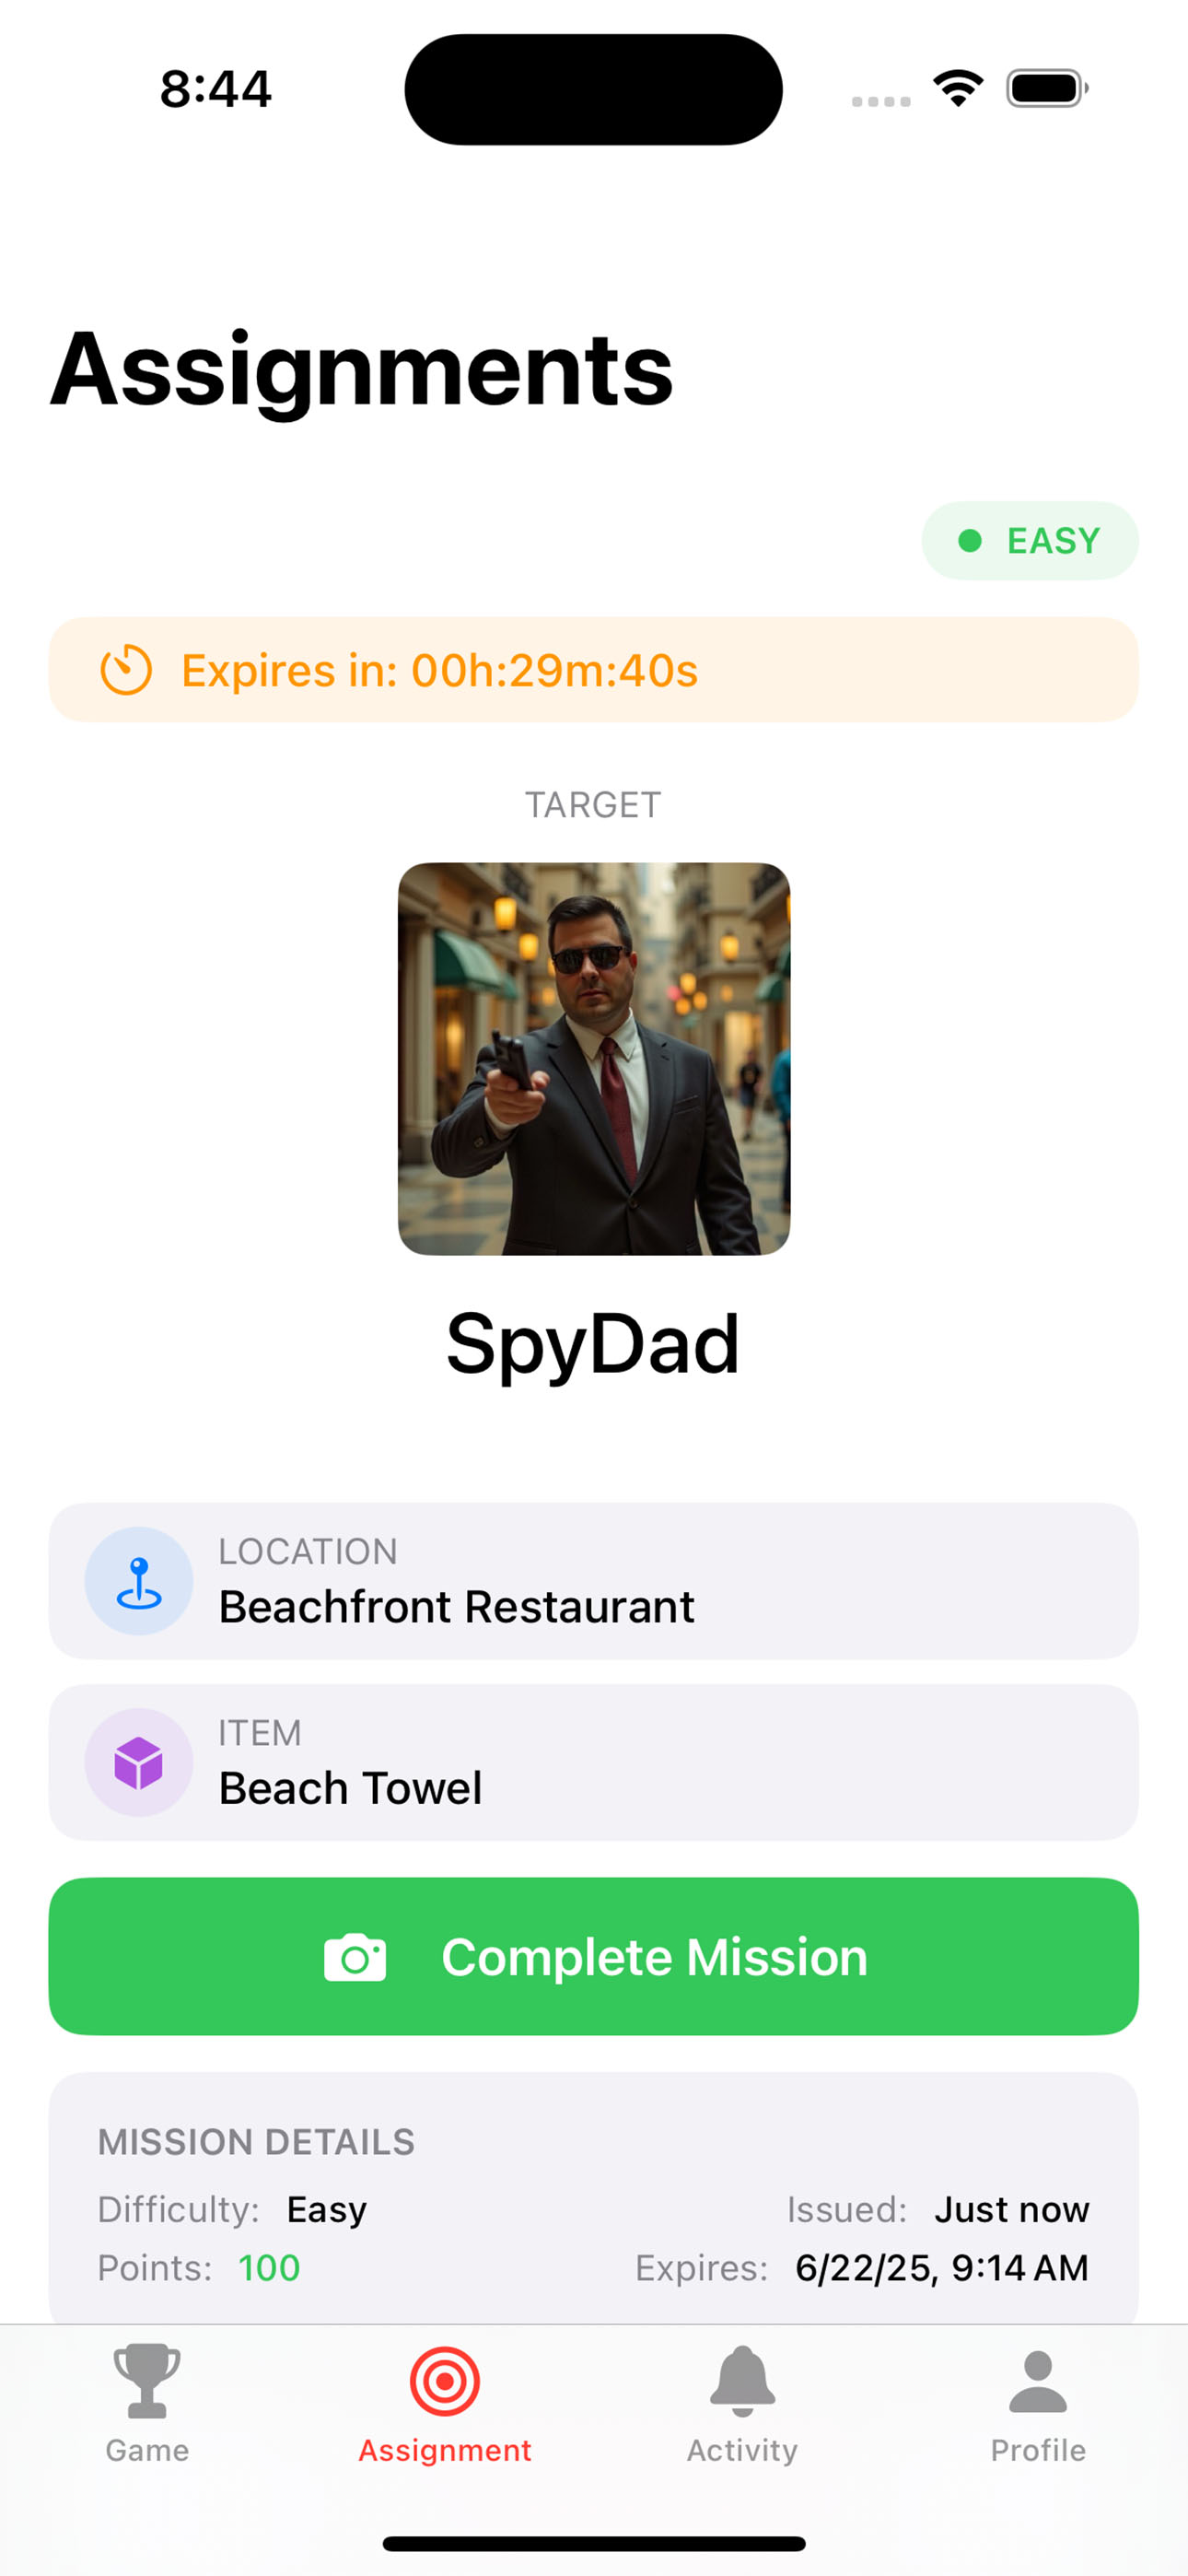 8:44
Assignments
EASY
Expires in: 00h:29m:40s
TARGET
SpyDad
LOCATION
Beachfront Restaurant
ITEM
Beach Towel
Complete Mission
MISSION DETAILS
Difficulty: Easy Issued: Just now
Points: 100 Expires: 6/22/25, 9:14 AM
Game Assignment Activity Profile